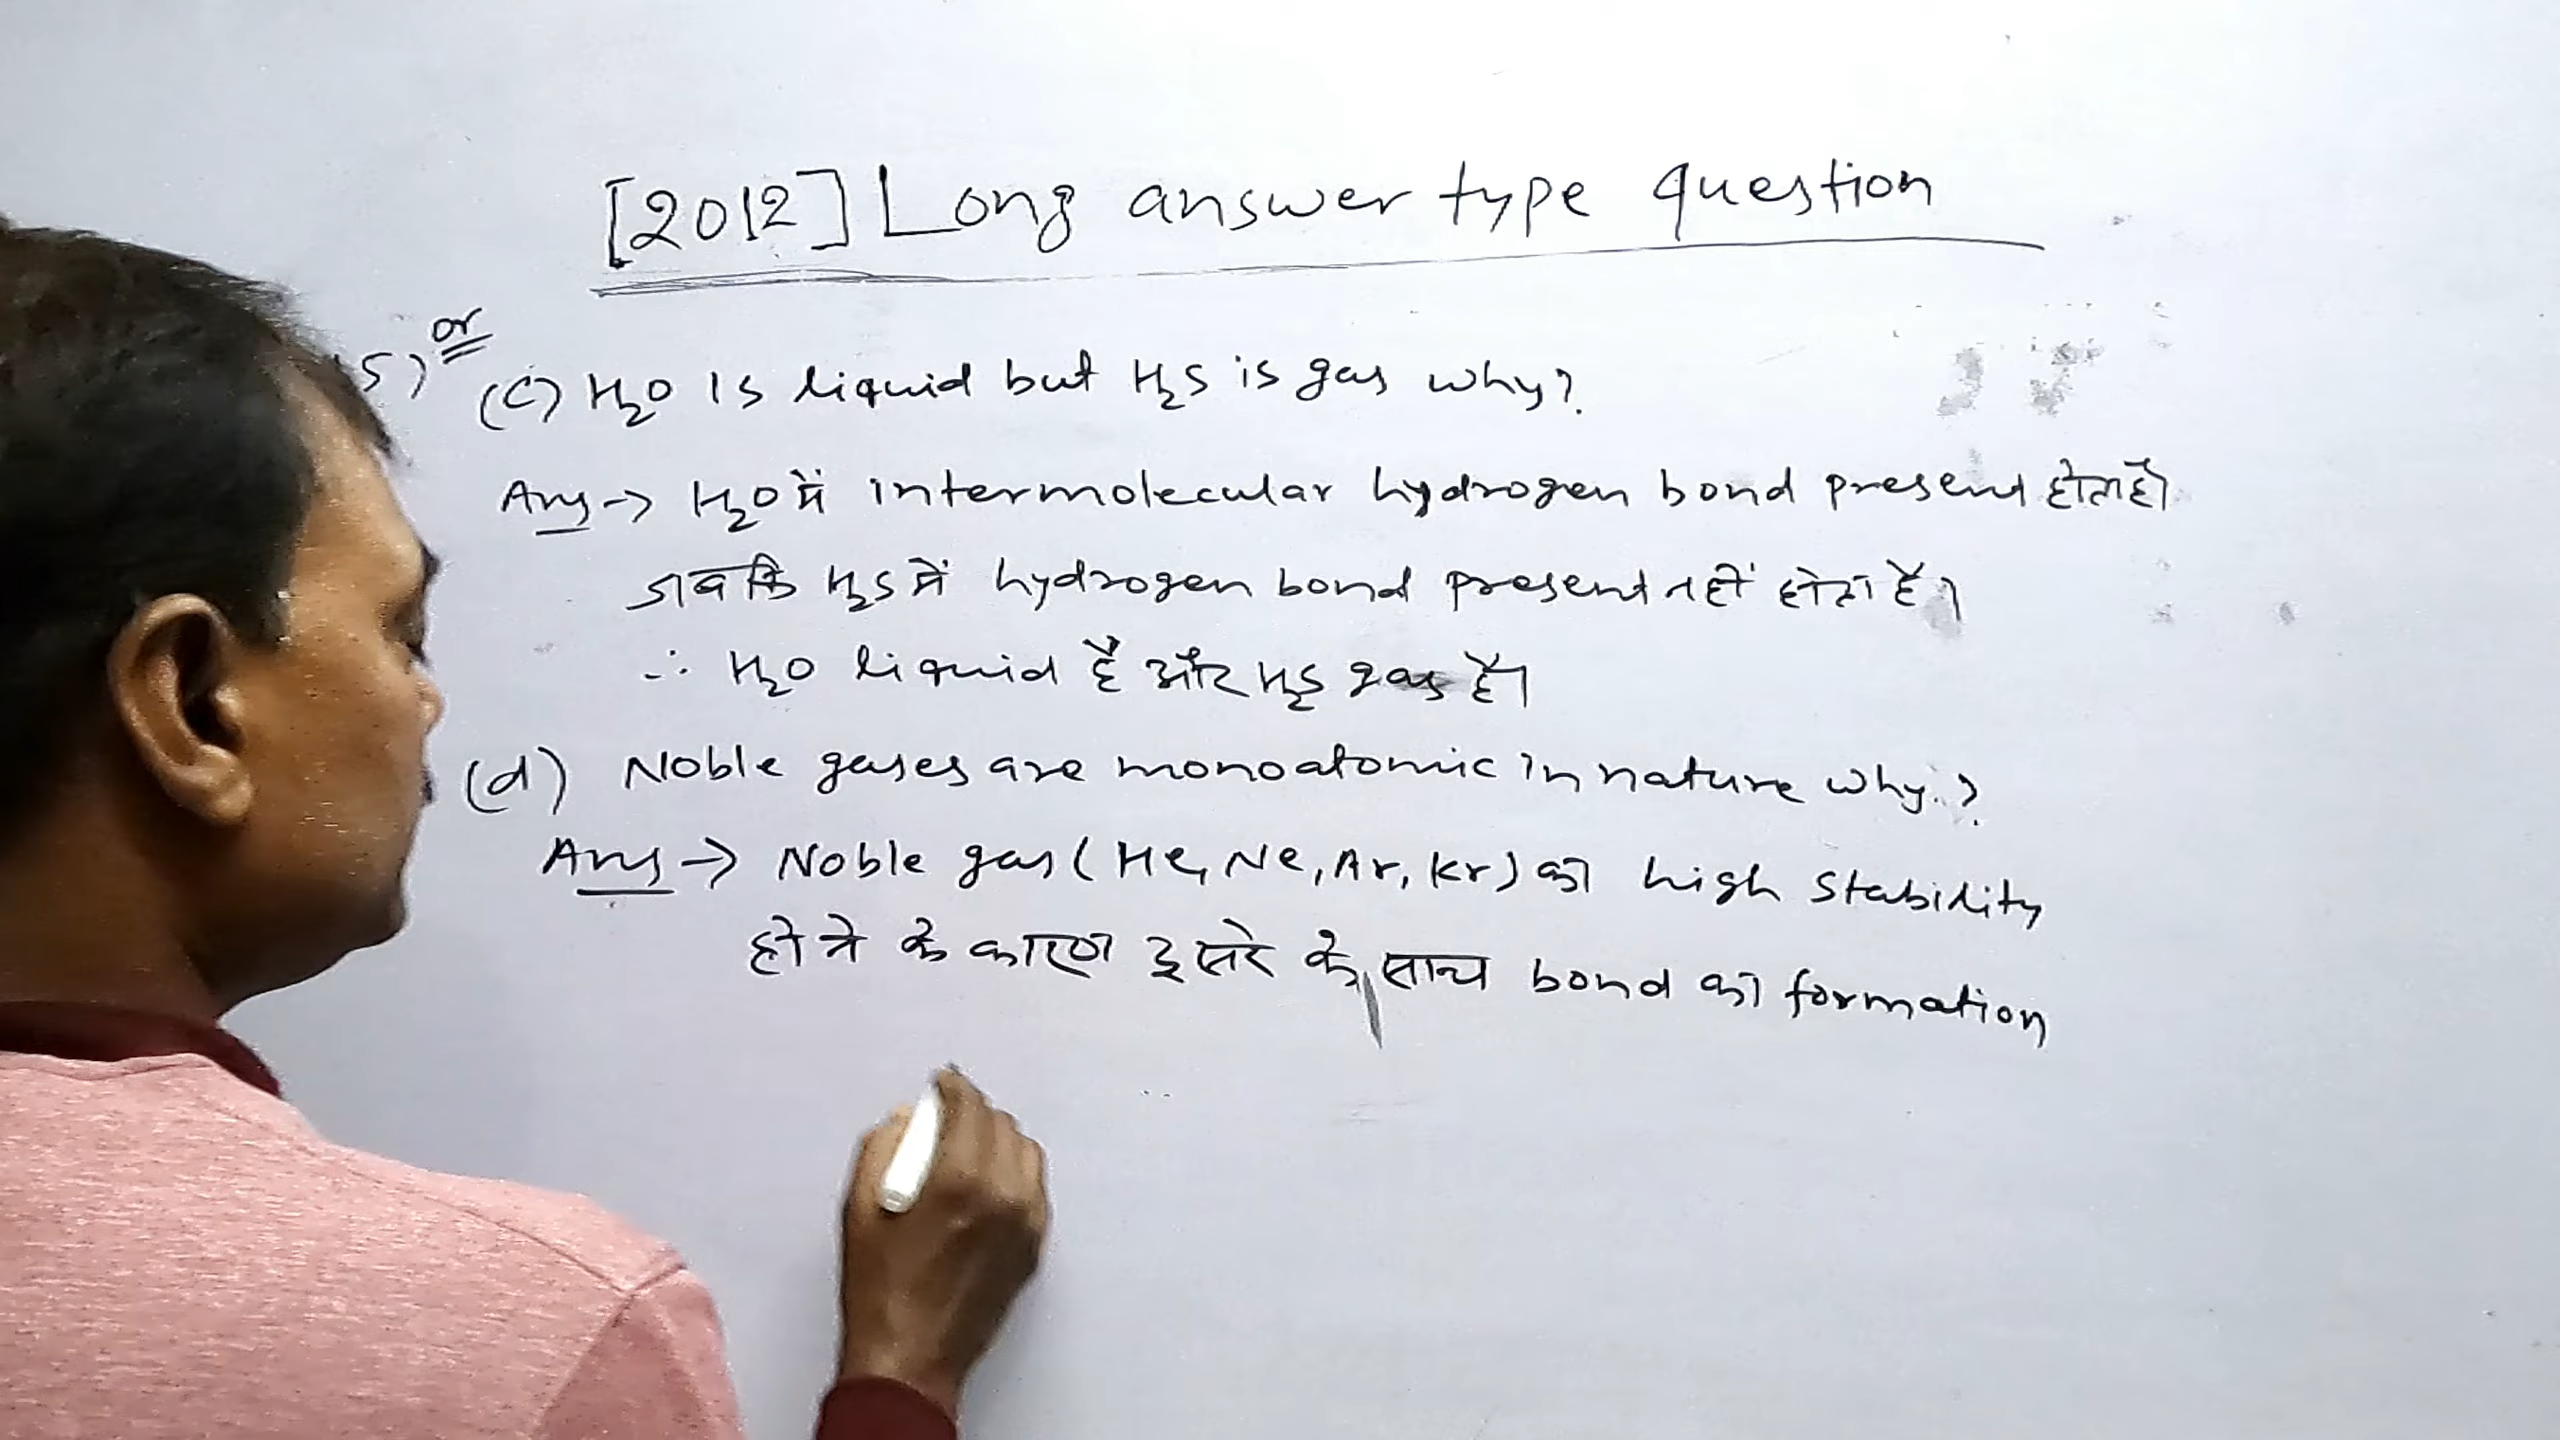 [2012] Long answer type question
5) or
(C) H₂O is liquid but H₂S is gas why?
Ans → H₂O में intermolecular hydrogen bond present होता है।
जबकि H₂S में hydrogen bond present नहीं होता है।
∴ H₂O liquid है और H₂S gas है।
(d) Noble gases are monoatomic in nature why.?
Ans → Noble gas (He, Ne, Ar, Kr) का high stability
होने के कारण दूसरे के साथ bond का formation